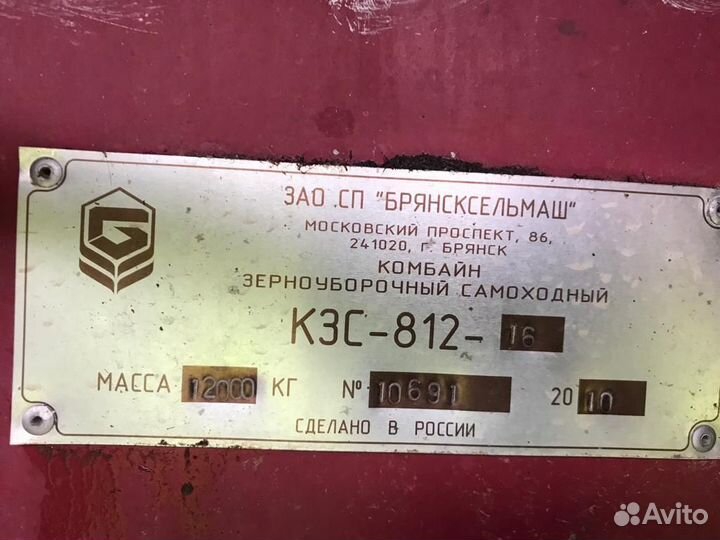 ЗАО .СП "БРЯНСКСЕЛЬМАШ"
МОСКОВСКИЙ ПРОСПЕКТ, 86,
241020, Г. БРЯНСК
КОМБАЙН
ЗЕРНОУБОРОЧНЫЙ САМОХОДНЫЙ
КЗС-812-16
МАССА 12000 КГ № 10691 2010
СДЕЛАНО В РОССИИ
Avito